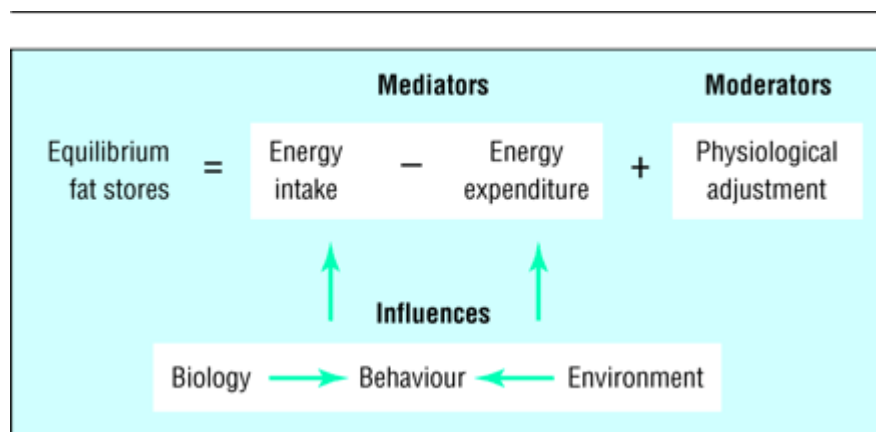 Mediators Moderators
Equilibrium fat stores = Energy intake − Energy expenditure + Physiological adjustment
Influences
Biology Behaviour Environment